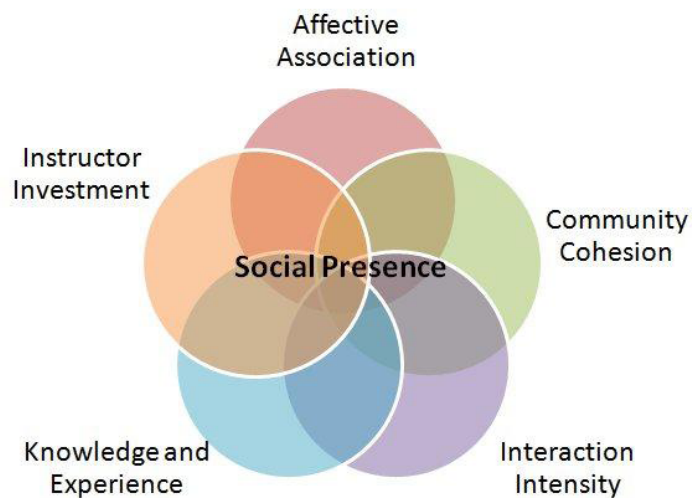 Affective
Association
Instructor
Investment
Community
Cohesion
Social Presence
Knowledge and
Experience
Interaction
Intensity